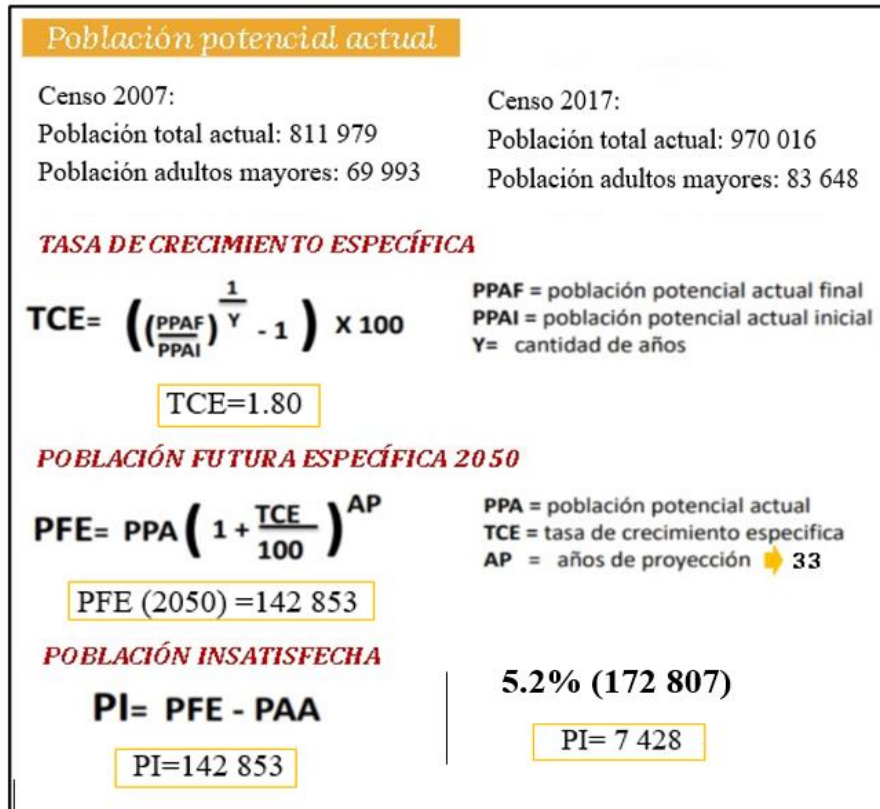 Población potencial actual
Censo 2007:
Población total actual: 811 979
Población adultos mayores: 69 993
Censo 2017:
Población total actual: 970 016
Población adultos mayores: 83 648
TASA DE CRECIMIENTO ESPECÍFICA
TCE= ((PPAF/PPAI)^(1/Y) - 1) X 100
PPAF = población potencial actual final
PPAI = población potencial actual inicial
Y= cantidad de años
TCE=1.80
POBLACIÓN FUTURA ESPECÍFICA 2050
PFE= PPA(1 + TCE/100)^AP
PPA = población potencial actual
TCE = tasa de crecimiento especifica
AP = años de proyección 33
PFE (2050) =142 853
POBLACIÓN INSATISFECHA
PI= PFE - PAA
PI=142 853
5.2% (172 807)
PI= 7 428